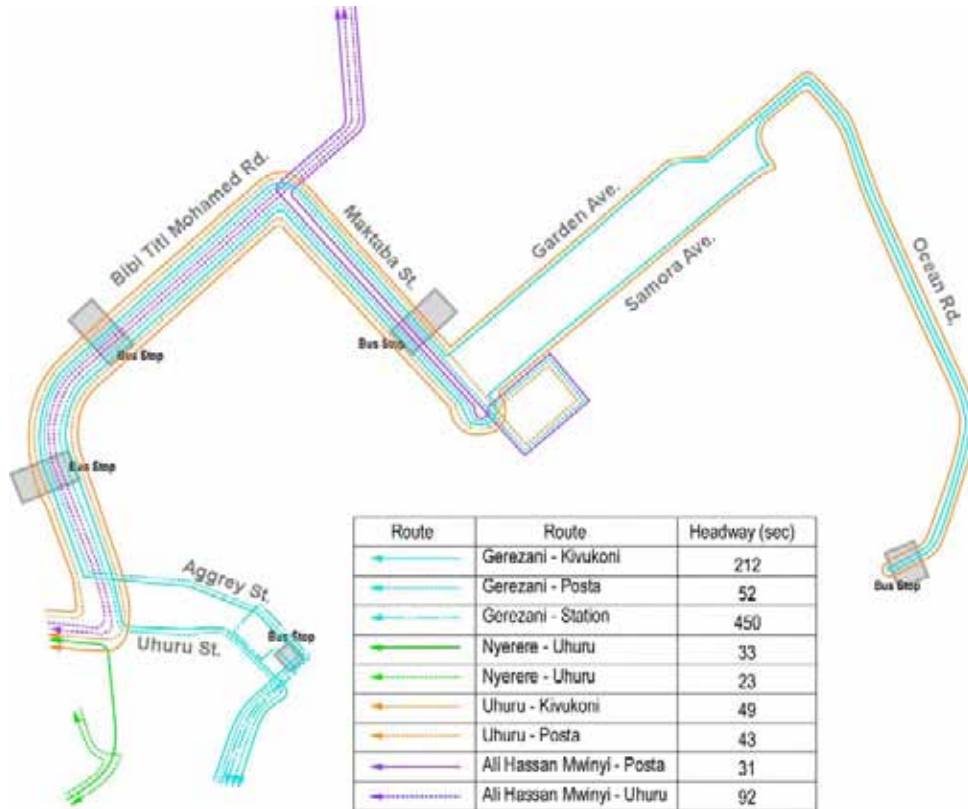 Bibi Titi Mohamed Rd.
Maktaba St.
Garden Ave.
Samora Ave.
Ocean Rd.
Bus Stop
Bus Stop
Bus Stop
Bus Stop
Aggrey St.
Bus Stop
Uhuru St.
Route Route Headway (sec)
Gerezani - Kivukoni 212
Gerezani - Posta 52
Gerezani - Station 450
Nyerere - Uhuru 33
Nyerere - Uhuru 23
Uhuru - Kivukoni 49
Uhuru - Posta 43
Ali Hassan Mwinyi - Posta 31
Ali Hassan Mwinyi - Uhuru 92